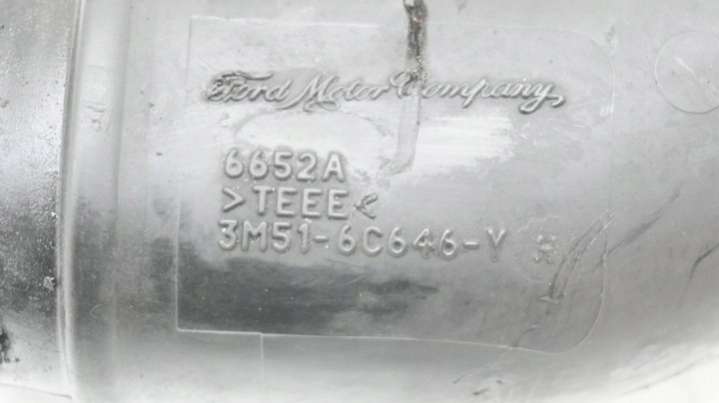 Ford Motor Company
6652A
>TEEE<
3M51-6C646-Y H